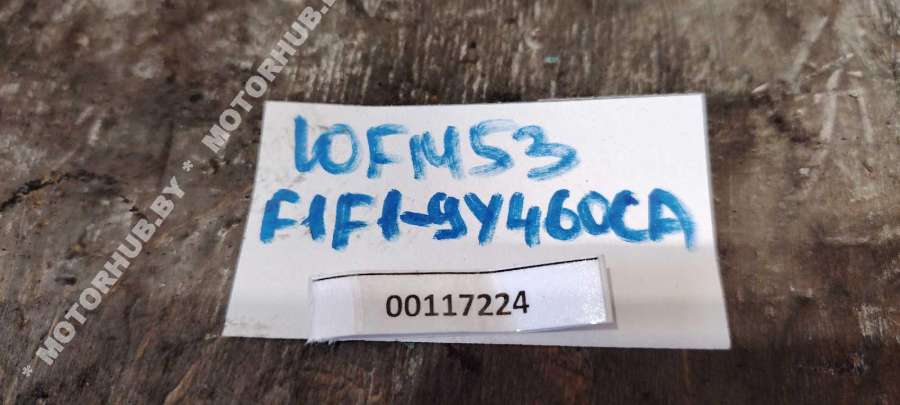 * MOTORHUB.BY * MOTORHUB.BY
10FM53
F1F1-9Y460CA
00117224